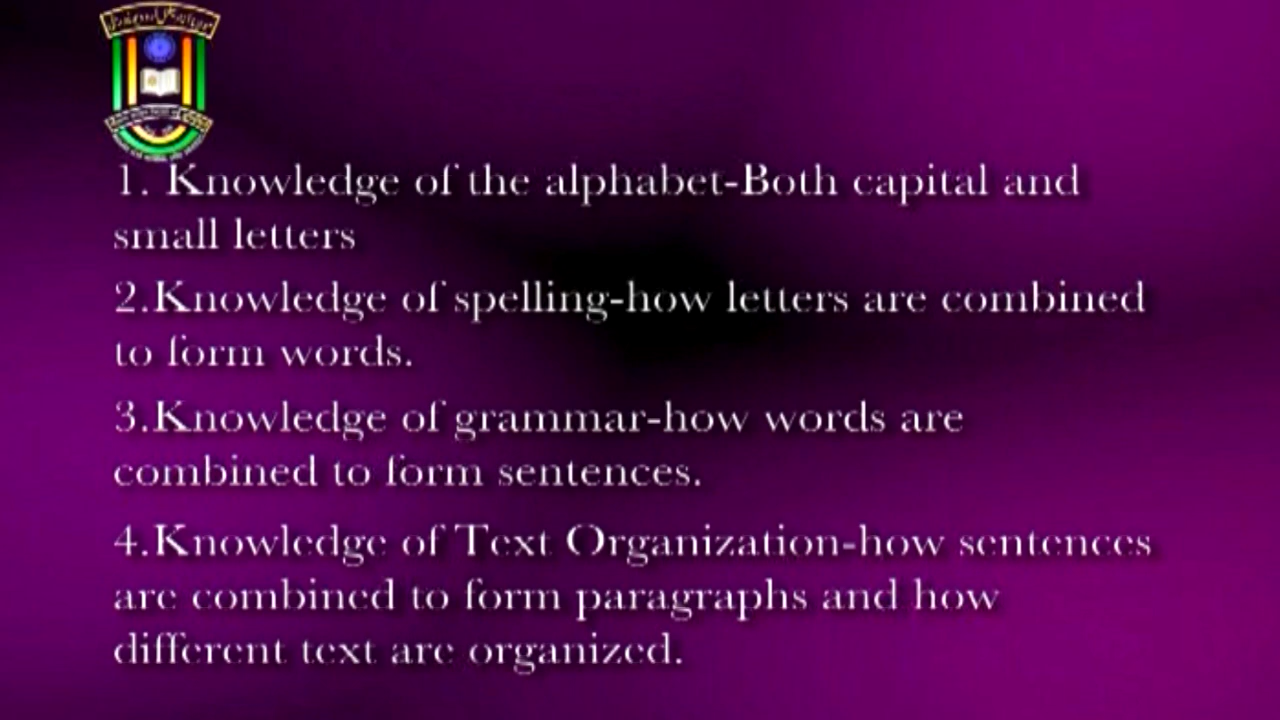 1. Knowledge of the alphabet-Both capital and
small letters
2.Knowledge of spelling-how letters are combined
to form words.
3.Knowledge of grammar-how words are
combined to form sentences.
4.Knowledge of Text Organization-how sentences
are combined to form paragraphs and how
different text are organized.